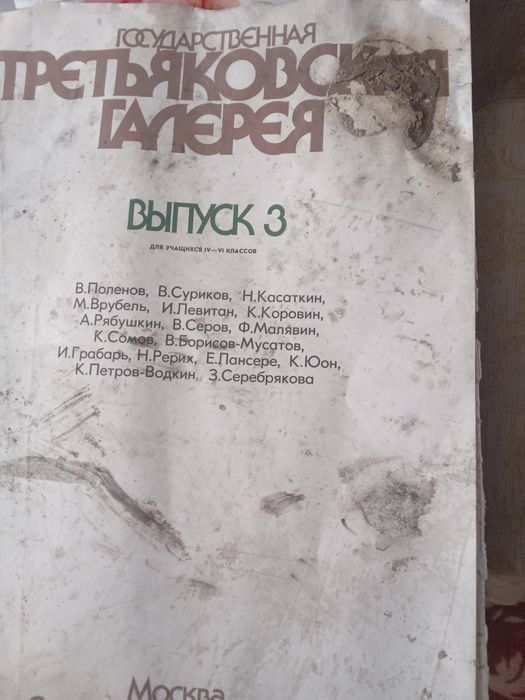 ГОСУДАРСТВЕННАЯ
ТРЕТЬЯКОВСКАЯ
ГАЛЕРЕЯ
ВЫПУСК 3
ДЛЯ УЧАЩИХСЯ IV—VI КЛАССОВ
В.Поленов, В.Суриков, Н.Касаткин,
М.Врубель, И.Левитан, К.Коровин,
А.Рябушкин, В.Серов, Ф.Малявин,
К.Сомов, В.Борисов-Мусатов,
И.Грабарь, Н.Рерих, Е.Лансере, К.Юон,
К.Петров-Водкин, З.Серебрякова
Москва